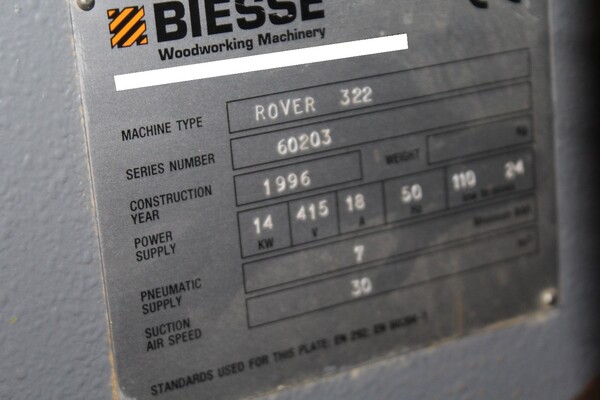 BIESSE
Woodworking Machinery
MACHINE TYPE ROVER 322
SERIES NUMBER 60203
CONSTRUCTION YEAR 1996 WEIGHT Kg
POWER SUPPLY 14 KW 415 V 18 A 50 Hz 110 24
PNEUMATIC SUPPLY 7
SUCTION AIR SPEED 30
STANDARDS USED FOR THIS PLATE: EN 292; EN